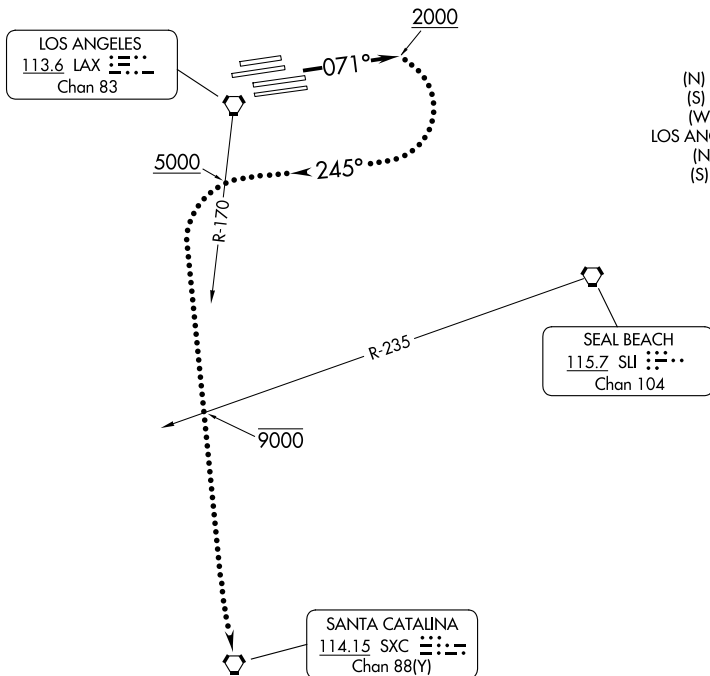 2000
LOS ANGELES
113.6 LAX
Chan 83
071°
(N)
(S)
(W
LOS ANG
(N
(S)
5000
245°
R-170
R-235
SEAL BEACH
115.7 SLI
Chan 104
9000
SANTA CATALINA
114.15 SXC
Chan 88(Y)